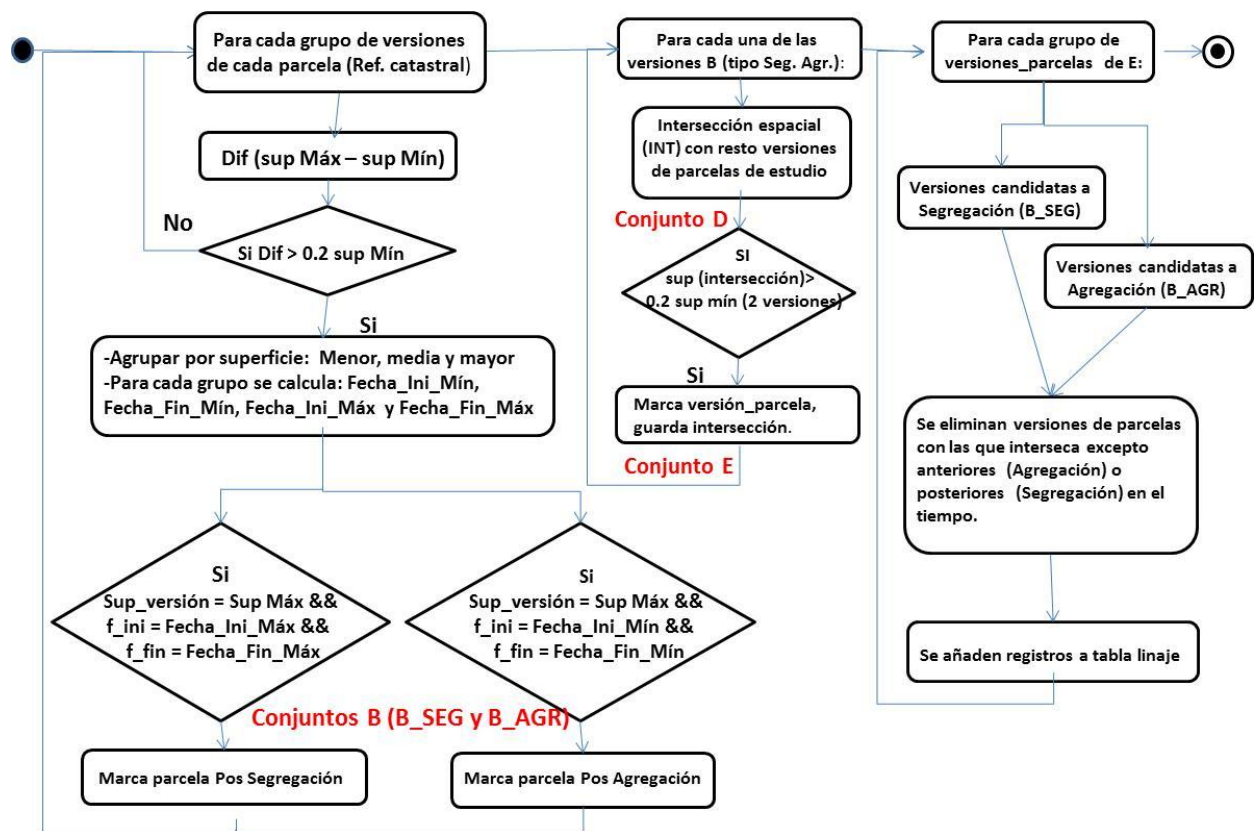 Para cada grupo de versiones
de cada parcela (Ref. catastral)
Dif (sup Máx – sup Mín)
No
Si Dif > 0.2 sup Mín
Si
-Agrupar por superficie: Menor, media y mayor
-Para cada grupo se calcula: Fecha_Ini_Mín,
Fecha_Fin_Mín, Fecha_Ini_Máx y Fecha_Fin_Máx
Si
Sup_versión = Sup Máx &&
f_ini = Fecha_Ini_Máx &&
f_fin = Fecha_Fin_Máx
Si
Sup_versión = Sup Máx &&
f_ini = Fecha_Ini_Mín &&
f_fin = Fecha_Fin_Mín
Conjuntos B (B_SEG y B_AGR)
Marca parcela Pos Segregación
Marca parcela Pos Agregación
Para cada una de las
versiones B (tipo Seg. Agr.):
Intersección espacial
(INT) con resto versiones
de parcelas de estudio
Conjunto D
SI
sup (intersección)>
0.2 sup mín (2 versiones)
Si
Marca versión_parcela,
guarda intersección.
Conjunto E
Para cada grupo de
versiones_parcelas de E:
Versiones candidatas a
Segregación (B_SEG)
Versiones candidatas a
Agregación (B_AGR)
Se eliminan versiones de parcelas
con las que interseca excepto
anteriores (Agregación) o
posteriores (Segregación) en el
tiempo.
Se añaden registros a tabla linaje